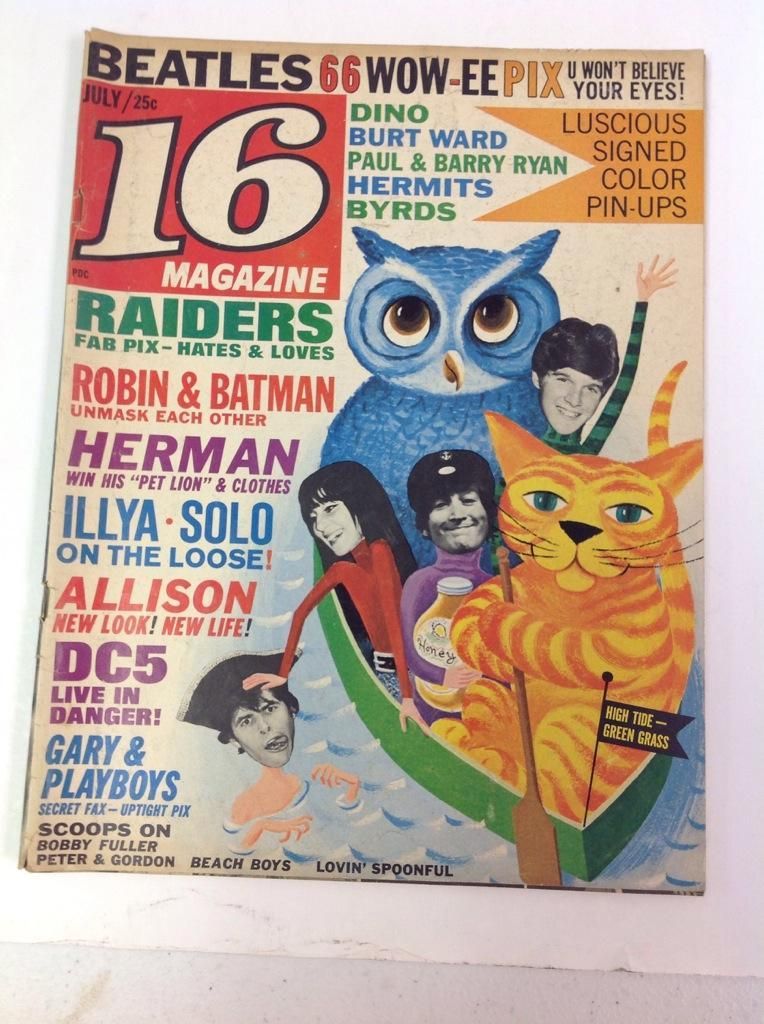 BEATLES 66 WOW-EE PIX U WON'T BELIEVE
YOUR EYES!
JULY/25c
16
MAGAZINE
PDC
DINO
BURT WARD
PAUL & BARRY RYAN
HERMITS
BYRDS
LUSCIOUS
SIGNED
COLOR
PIN-UPS
RAIDERS
FAB PIX - HATES & LOVES
ROBIN & BATMAN
UNMASK EACH OTHER
HERMAN
WIN HIS "PET LION" & CLOTHES
ILLYA · SOLO
ON THE LOOSE!
ALLISON
NEW LOOK! NEW LIFE!
DC5
LIVE IN
DANGER!
GARY &
PLAYBOYS
SECRET FAX - UPTIGHT PIX
SCOOPS ON
BOBBY FULLER
PETER & GORDON BEACH BOYS LOVIN' SPOONFUL
Honey
HIGH TIDE -
GREEN GRASS